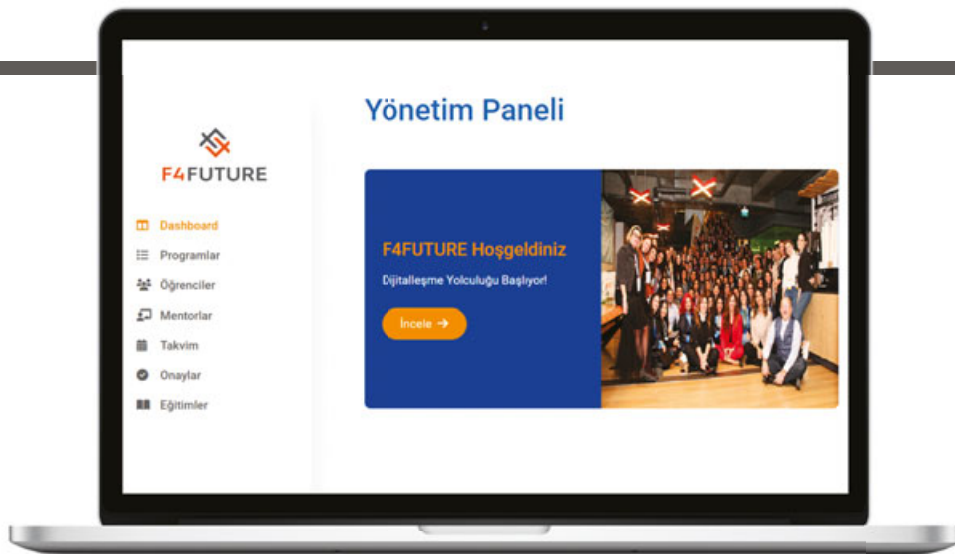 Yönetim Paneli
F4FUTURE
Dashboard
Programlar
Öğrenciler
Mentorlar
Takvim
Onaylar
Eğitimler
F4FUTURE Hoşgeldiniz
Dijitalleşme Yolculuğu Başlıyor!
İncele →